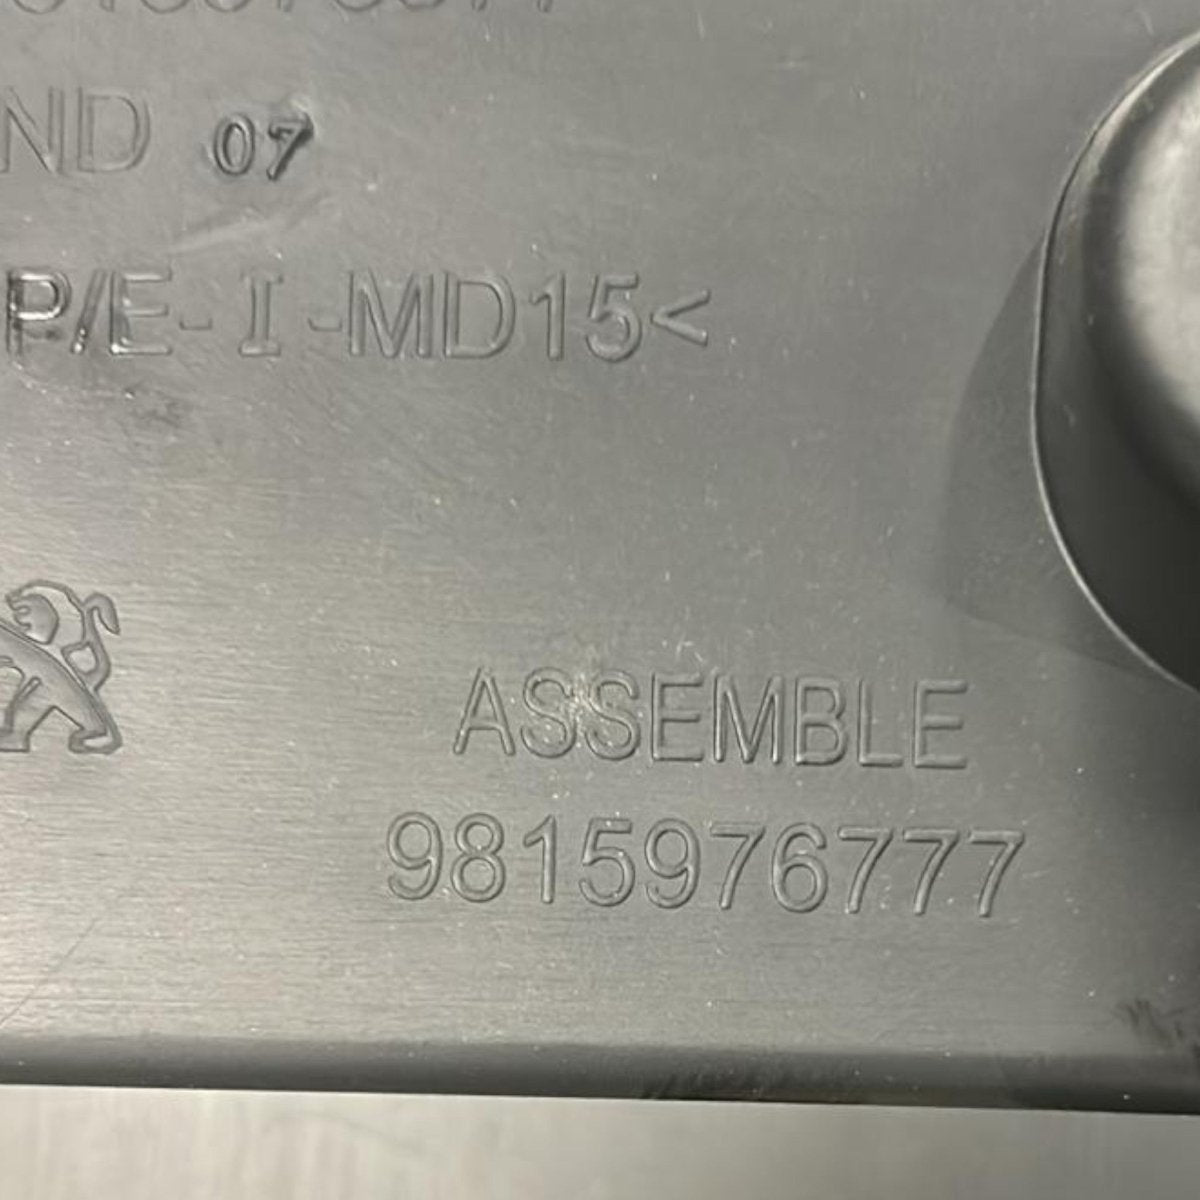 ND 07
P/E-I-MD15<
ASSEMBLE
9815976777